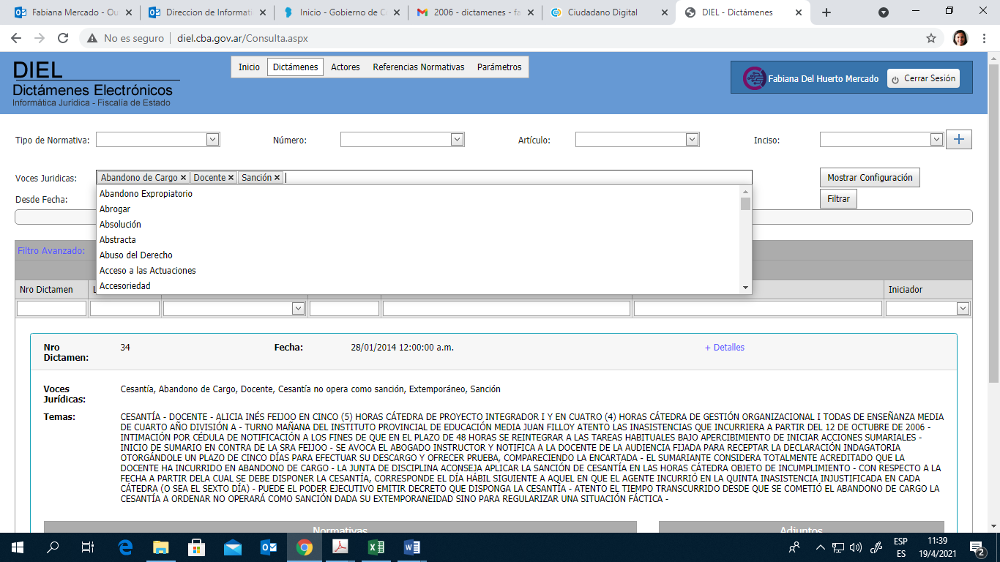 Fabiana Mercado - Ou
Direccion de Informati
Inicio - Gobierno de C
2006 - dictamenes - fa
Ciudadano Digital
DIEL - Dictámenes
No es seguro | diel.cba.gov.ar/Consulta.aspx
DIEL
Dictámenes Electrónicos
Informática Jurídica - Fiscalía de Estado
Inicio Dictámenes Actores Referencias Normativas Parámetros
Fabiana Del Huerto Mercado Cerrar Sesión
Tipo de Normativa: Número: Artículo: Inciso:
Voces Juridicas: Abandono de Cargo Docente Sanción Mostrar Configuración
Desde Fecha: Filtrar
Abandono Expropiatorio
Abrogar
Absolución
Abstracta
Abuso del Derecho
Acceso a las Actuaciones
Accesoriedad
Filtro Avanzado:
Nro Dictamen Iniciador
Nro Dictamen: 34 Fecha: 28/01/2014 12:00:00 a.m. + Detalles
Voces Jurídicas: Cesantía, Abandono de Cargo, Docente, Cesantía no opera como sanción, Extemporáneo, Sanción
Temas: CESANTÍA - DOCENTE - ALICIA INÉS FEIJOO EN CINCO (5) HORAS CÁTEDRA DE PROYECTO INTEGRADOR I Y EN CUATRO (4) HORAS CÁTEDRA DE GESTIÓN ORGANIZACIONAL I TODAS DE ENSEÑANZA MEDIA
DE CUARTO AÑO DIVISIÓN A - TURNO MAÑANA DEL INSTITUTO PROVINCIAL DE EDUCACIÓN MEDIA JUAN FILLOY ATENTO LAS INASISTENCIAS QUE INCURRIERA A PARTIR DEL 12 DE OCTUBRE DE 2006 -
INTIMACIÓN POR CÉDULA DE NOTIFICACIÓN A LOS FINES DE QUE EN EL PLAZO DE 48 HORAS SE REINTEGRAR A LAS TAREAS HABITUALES BAJO APERCIBIMIENTO DE INICIAR ACCIONES SUMARIALES -
INICIO DE SUMARIO EN CONTRA DE LA SRA FEIJOO - SE AVOCA EL ABOGADO INSTRUCTOR Y NOTIFICA A LA DOCENTE DE LA AUDIENCIA FIJADA PARA RECEPTAR LA DECLARACIÓN INDAGATORIA
OTORGÁNDOLE UN PLAZO DE CINCO DÍAS PARA EFECTUAR SU DESCARGO Y OFRECER PRUEBA, COMPARECIENDO LA ENCARTADA - EL SUMARIANTE CONSIDERA TOTALMENTE ACREDITADO QUE LA
DOCENTE HA INCURRIDO EN ABANDONO DE CARGO - LA JUNTA DE DISCIPLINA ACONSEJA APLICAR LA SANCIÓN DE CESANTÍA EN LAS HORAS CÁTEDRA OBJETO DE INCUMPLIMIENTO - CON RESPECTO A LA
FECHA A PARTIR DELA CUAL SE DEBE DISPONER LA CESANTÍA, CORRESPONDE EL DÍA HÁBIL SIGUIENTE A AQUEL EN QUE EL AGENTE INCURRIÓ EN LA QUINTA INASISTENCIA INJUSTIFICADA EN CADA
CÁTEDRA (O SEA EL SEXTO DÍA) - PUEDE EL PODER EJECUTIVO EMITIR DECRETO QUE DISPONGA LA CESANTÍA - ATENTO EL TIEMPO TRANSCURRIDO DESDE QUE SE COMETIÓ EL ABANDONO DE CARGO LA
CESANTÍA A ORDENAR NO OPERARÁ COMO SANCIÓN DADA SU EXTEMPORANEIDAD SINO PARA REGULARIZAR UNA SITUACIÓN FÁCTICA -
Normativas Adjuntos
ESP 11:39
ES 19/4/2021 2